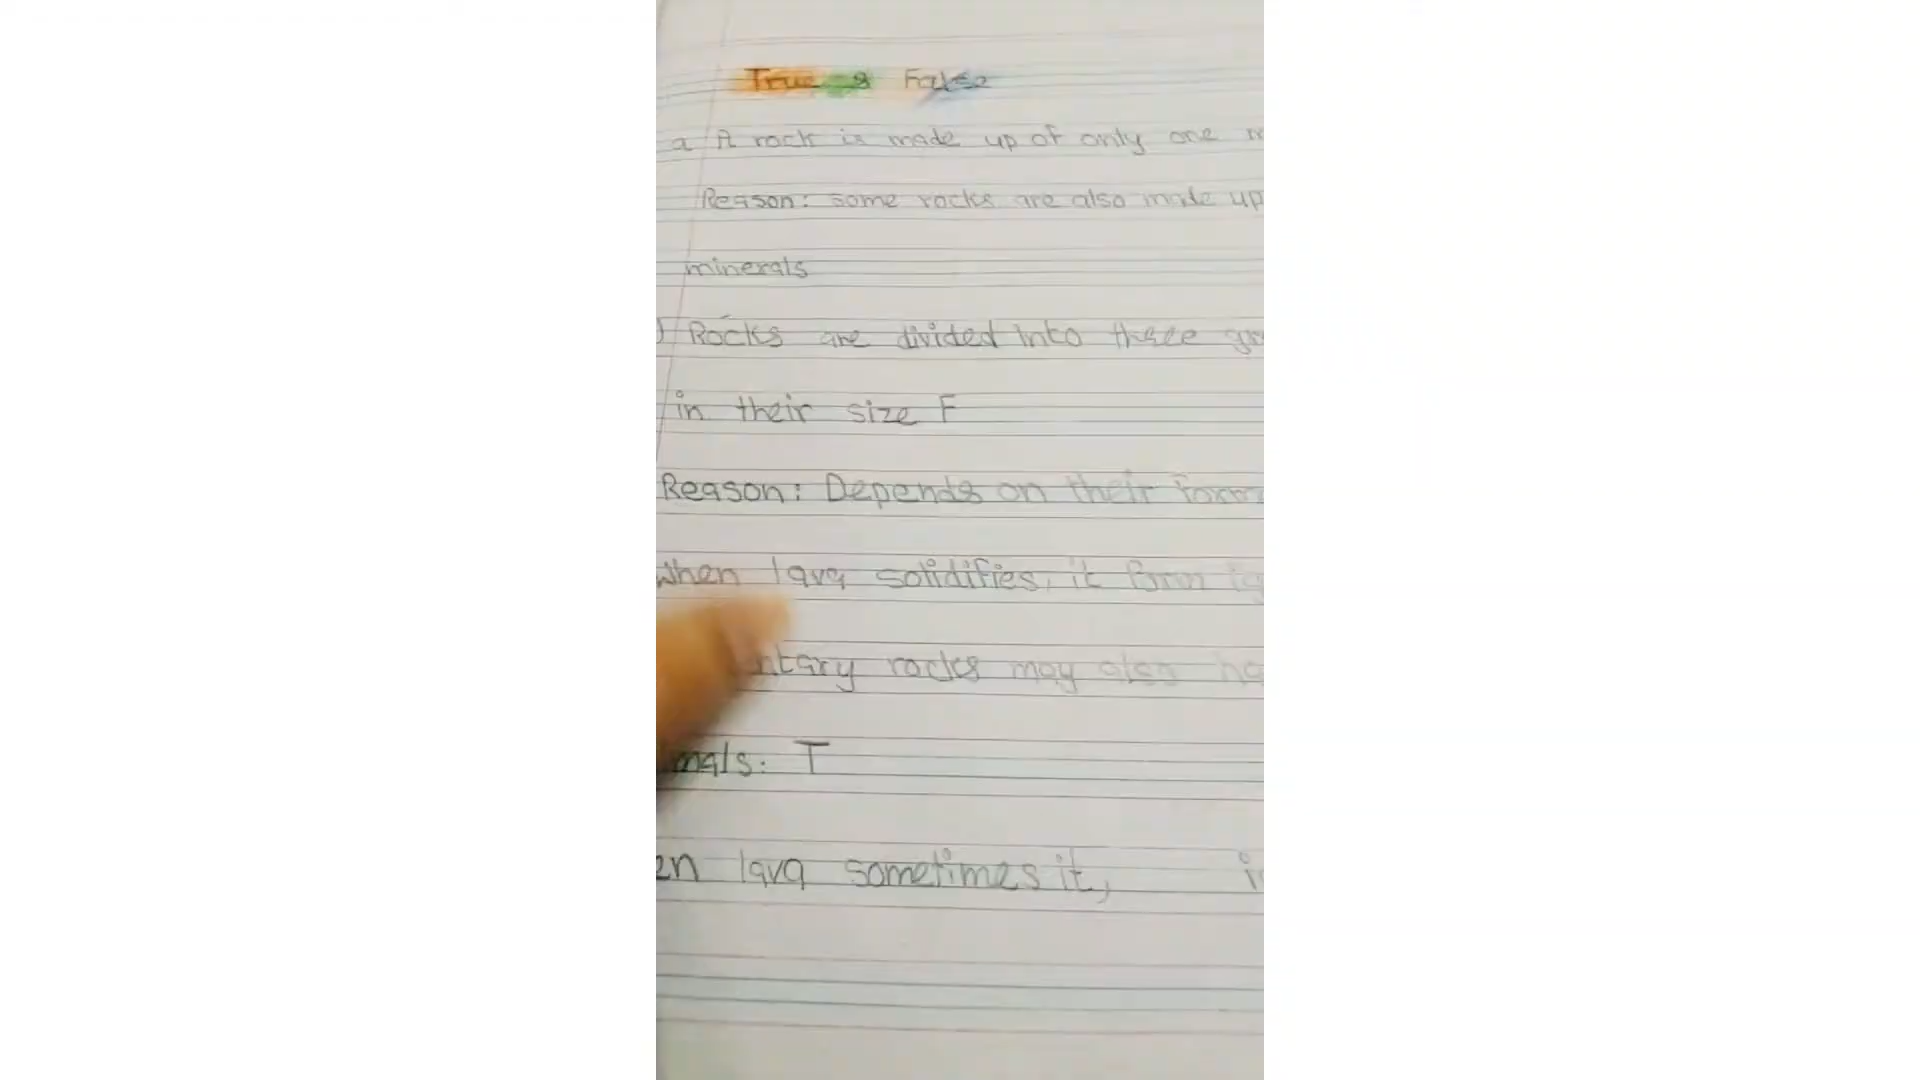 True & False
a A rock is made up of only one
Reason: some rocks are also made up
minerals
) Rocks are divided into three
in their size F
Reason: Depends on their
when lava solidifies, it form
rocks may also
T
lava sometimes it,